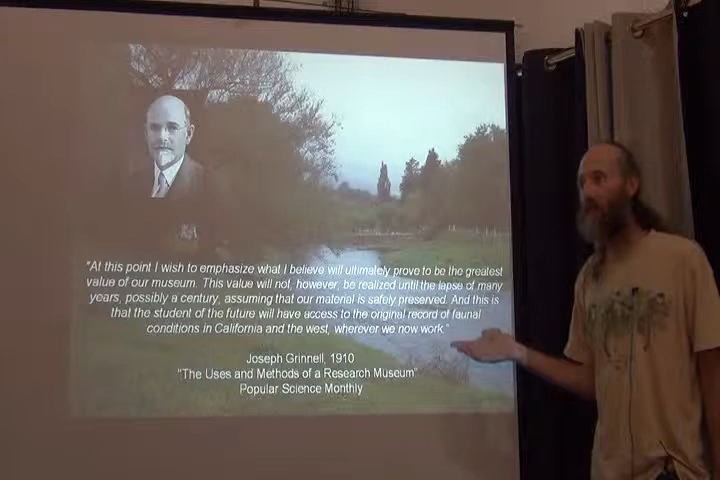 "At this point I wish to emphasize what I believe will ultimately prove to be the greatest
value of our museum. This value will not, however, be realized until the lapse of many
years, possibly a century, assuming that our material is safely preserved. And this is
that the student of the future will have access to the original record of faunal
conditions in California and the west, wherever we now work."
Joseph Grinnell, 1910
"The Uses and Methods of a Research Museum"
Popular Science Monthly